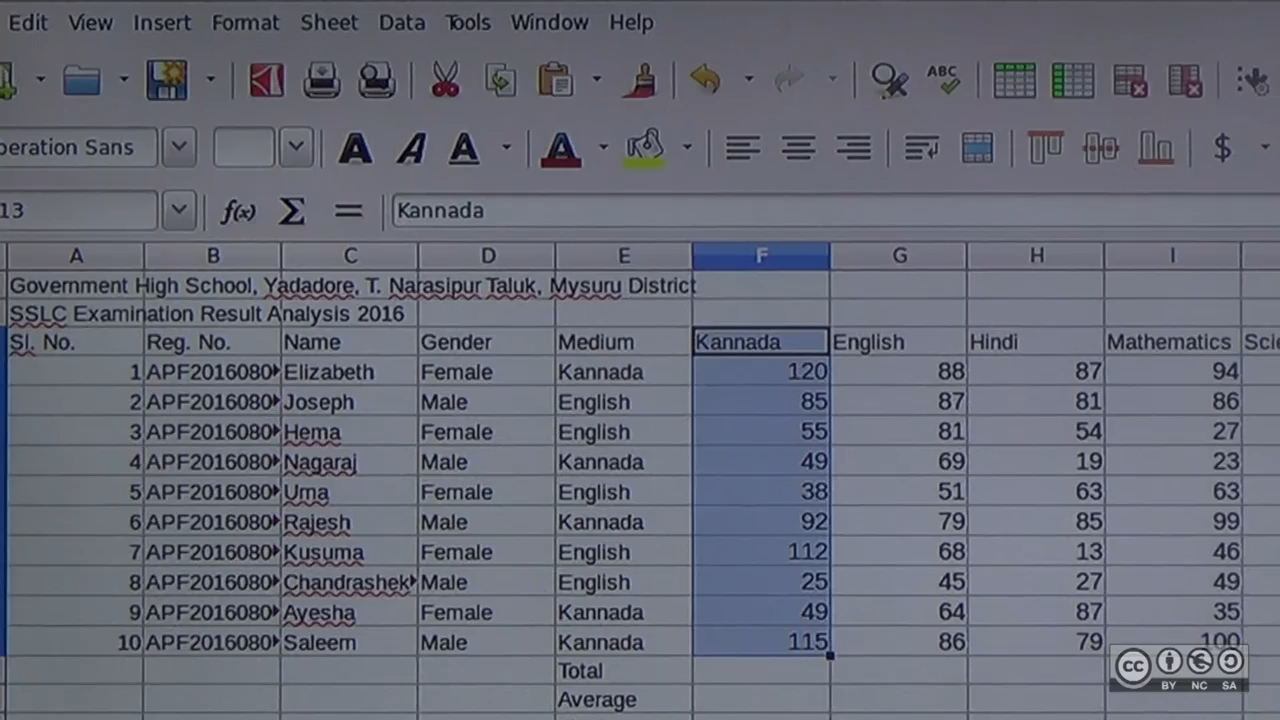 Edit View Insert Format Sheet Data Tools Window Help
ABC
A A A A $
peration Sans
13 f(x) Σ = Kannada
A B C D E F G H I
Government High School, Yadadore, T. Narasipur Taluk, Mysuru District
SSLC Examination Result Analysis 2016
Sl. No. Reg. No. Name Gender Medium Kannada English Hindi Mathematics Scie
1 APF2016080 Elizabeth Female Kannada 120 88 87 94
2 APF2016080 Joseph Male English 85 87 81 86
3 APF2016080 Hema Female English 55 81 54 27
4 APF2016080 Nagaraj Male Kannada 49 69 19 23
5 APF2016080 Uma Female English 38 51 63 63
6 APF2016080 Rajesh Male Kannada 92 79 85 99
7 APF2016080 Kusuma Female English 112 68 13 46
8 APF2016080 Chandrashek Male English 25 45 27 49
9 APF2016080 Ayesha Female Kannada 49 64 87 35
10 APF2016080 Saleem Male Kannada 115 86 79 100
Total
Average
cc
BY NC SA